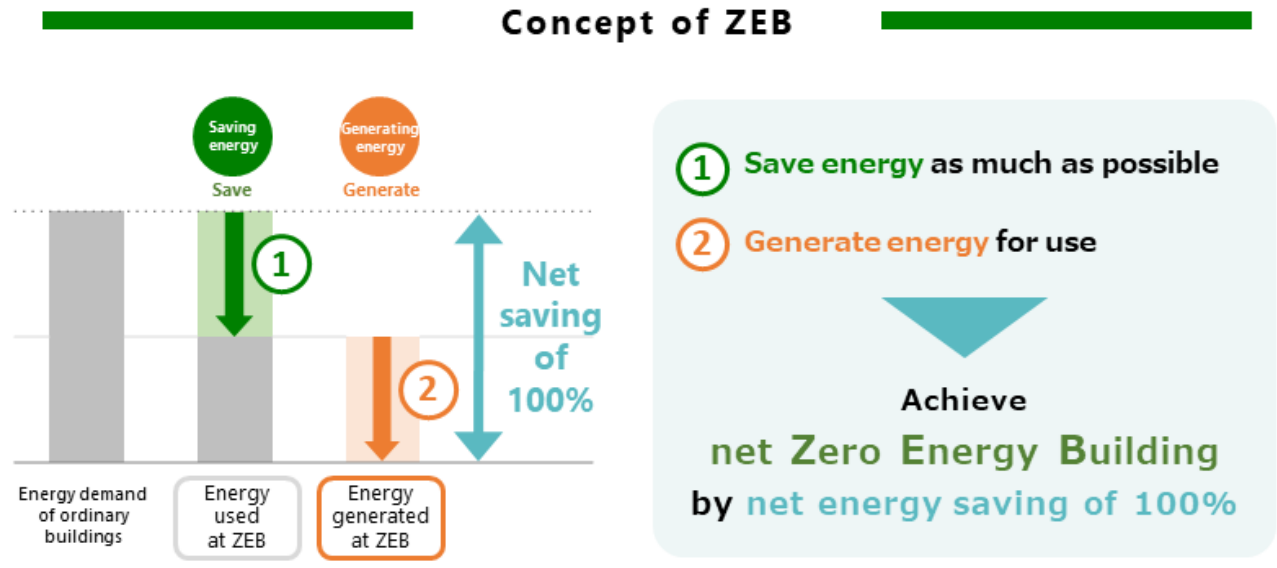 Concept of ZEB
Saving
energy
Save
Generating
energy
Generate
1
2
Net
saving
of
100%
Energy demand
of ordinary
buildings
Energy
used
at ZEB
Energy
generated
at ZEB
1 Save energy as much as possible
2 Generate energy for use
Achieve
net Zero Energy Building
by net energy saving of 100%